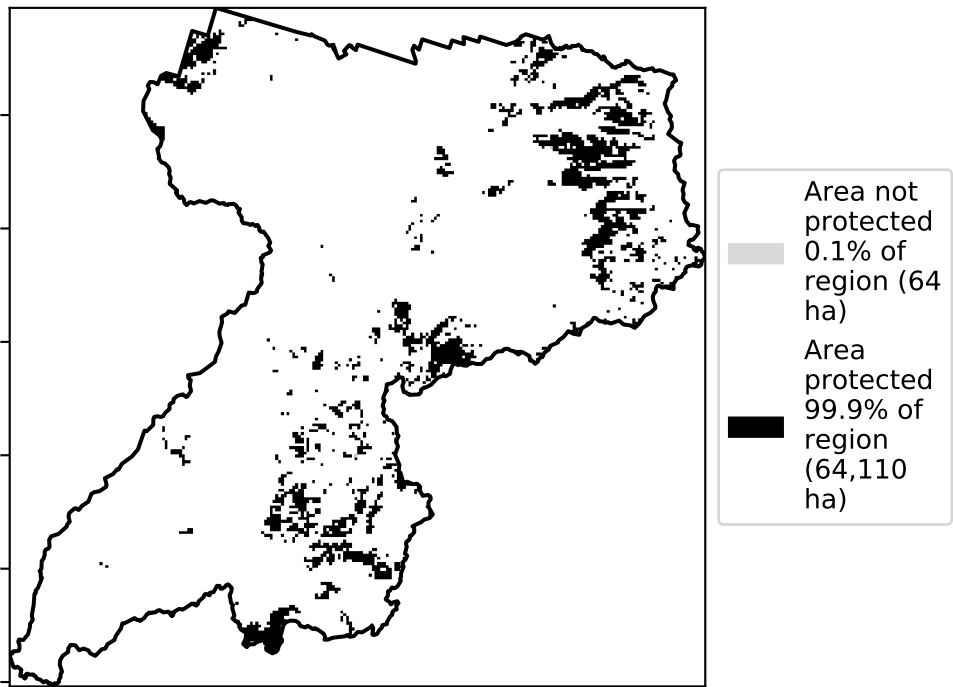 Area not
protected
0.1% of
region (64
ha)
Area
protected
99.9% of
region
(64,110
ha)